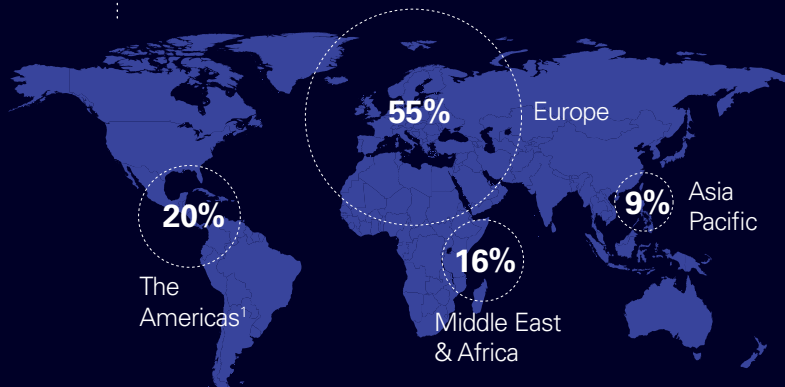 55%
Europe
20%
The
Americas¹
16%
Middle East
& Africa
9%
Asia
Pacific